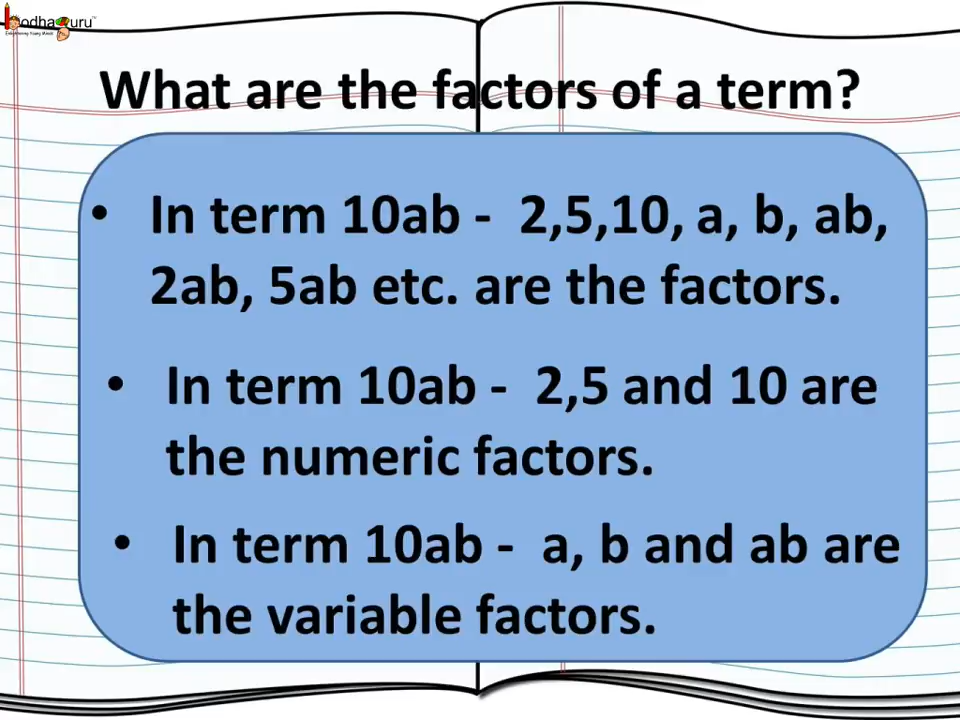 odhaguru™
What are the factors of a term?
• In term 10ab - 2,5,10, a, b, ab,
2ab, 5ab etc. are the factors.
• In term 10ab - 2,5 and 10 are
the numeric factors.
• In term 10ab - a, b and ab are
the variable factors.